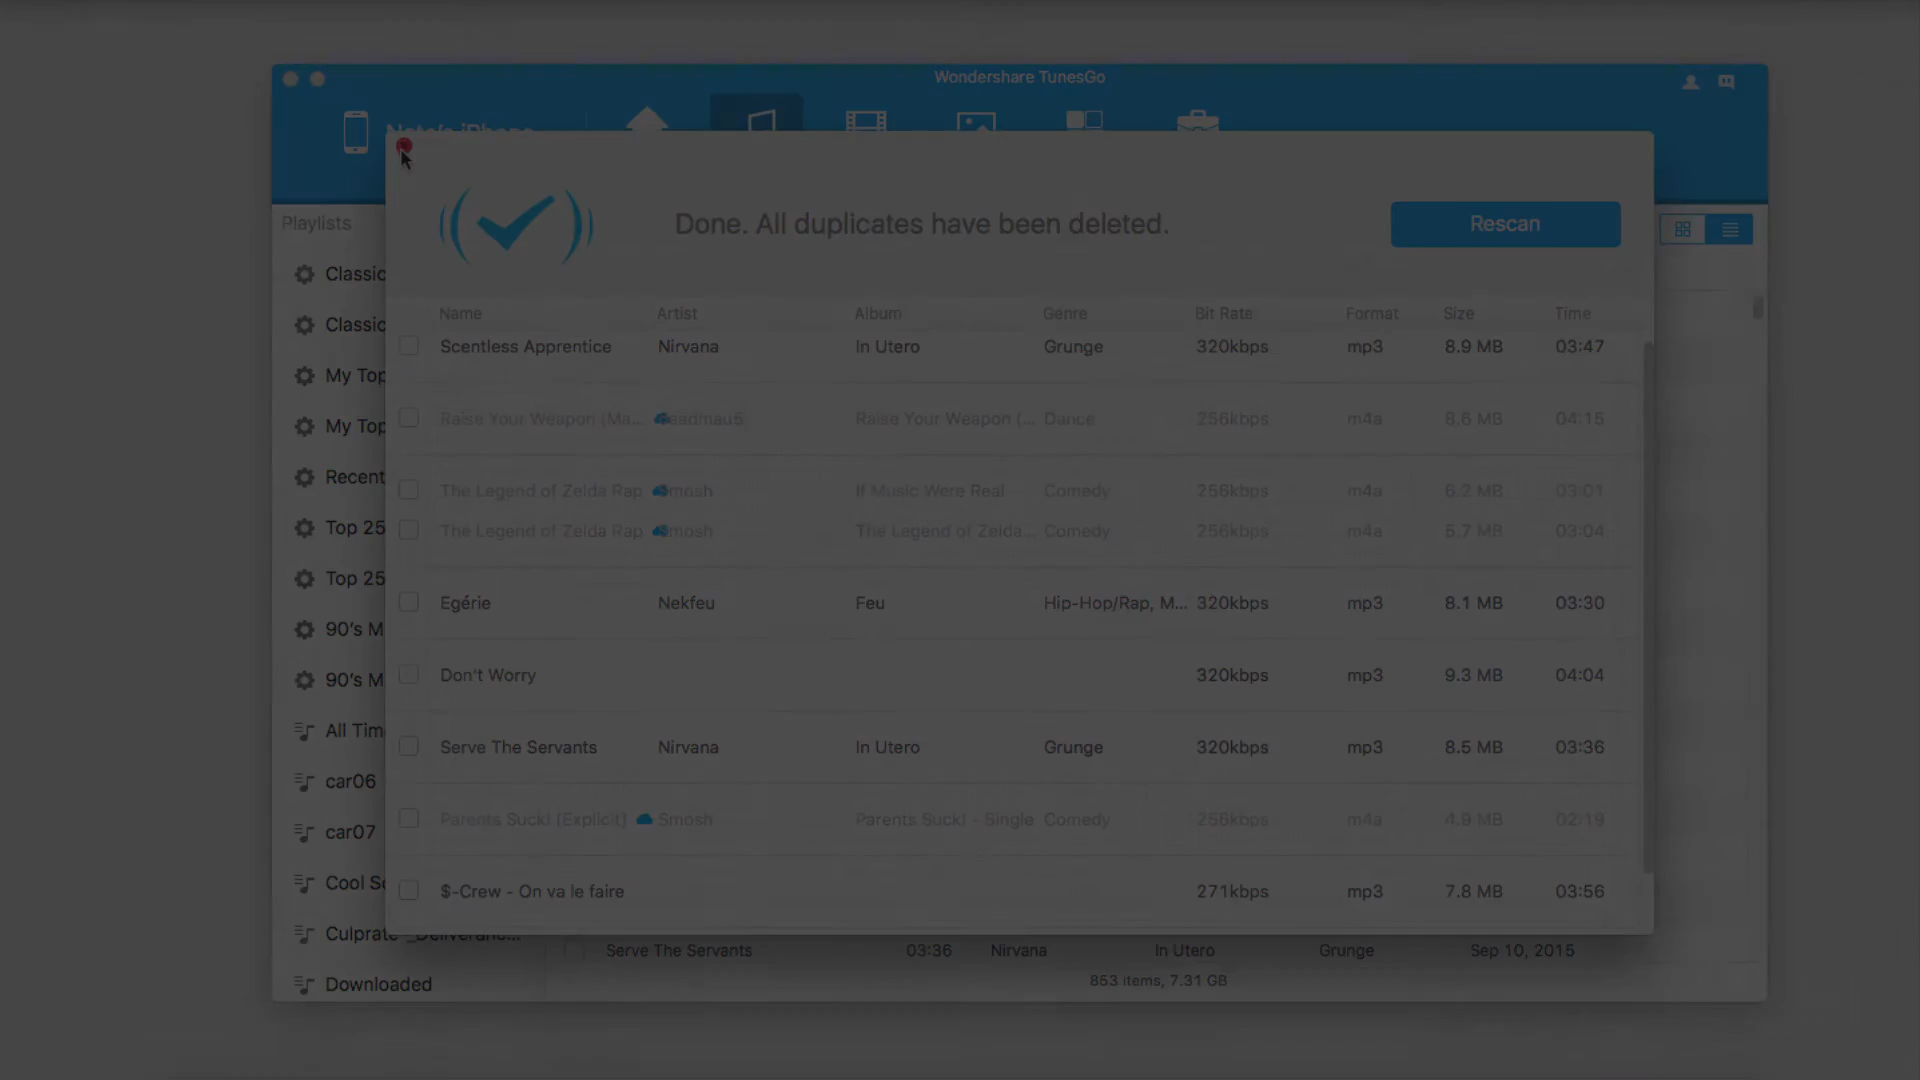 Wondershare TunesGo
Nate's iPhone
Done. All duplicates have been deleted.
Rescan
Playlists
Classic
Classic
My Top
My Top
Recent
Top 25
Top 25
90's M
90's M
All Tim
car06
car07
Cool So
Culprate _Deliveranc...
Downloaded
Name Artist Album Genre Bit Rate Format Size Time
Scentless Apprentice Nirvana In Utero Grunge 320kbps mp3 8.9 MB 03:47
Raise Your Weapon (Ma... deadmau5 Raise Your Weapon (... Dance 256kbps m4a 8.6 MB 04:15
The Legend of Zelda Rap Smosh If Music Were Real Comedy 256kbps m4a 6.2 MB 03:01
The Legend of Zelda Rap Smosh The Legend of Zelda... Comedy 256kbps m4a 5.7 MB 03:04
Egérie Nekfeu Feu Hip-Hop/Rap, M... 320kbps mp3 8.1 MB 03:30
Don't Worry 320kbps mp3 9.3 MB 04:04
Serve The Servants Nirvana In Utero Grunge 320kbps mp3 8.5 MB 03:36
Parents Suck! [Explicit] Smosh Parents Suck! - Single Comedy 256kbps m4a 4.9 MB 02:19
$-Crew - On va le faire 271kbps mp3 7.8 MB 03:56
Serve The Servants 03:36 Nirvana In Utero Grunge Sep 10, 2015
853 items, 7.31 GB